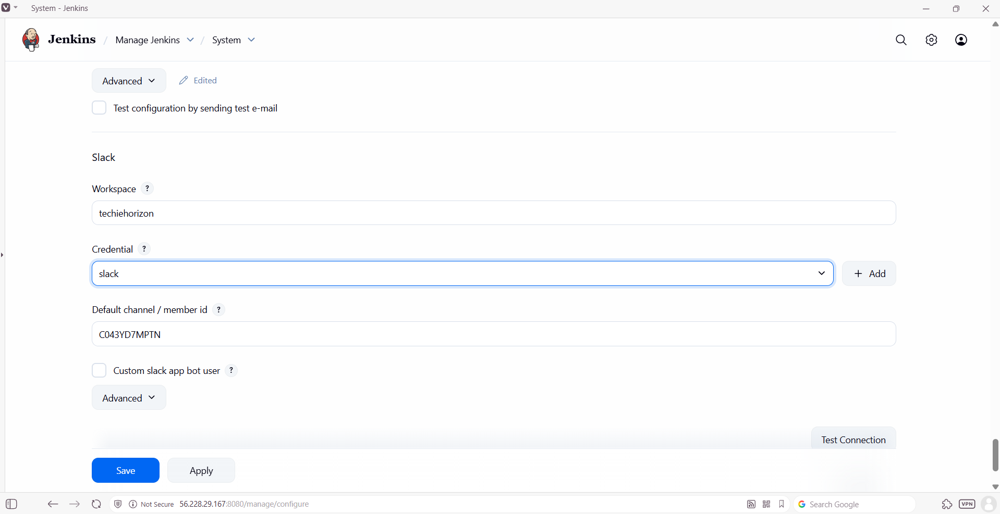 System - Jenkins
Jenkins / Manage Jenkins / System
Advanced Edited
Test configuration by sending test e-mail
Slack
Workspace ?
techiehorizon
Credential ?
slack
+ Add
Default channel / member id ?
C043YD7MPTN
Custom slack app bot user ?
Advanced
Test Connection
Save Apply
Not Secure 56.228.29.167:8080/manage/configure
Search Google
VPN